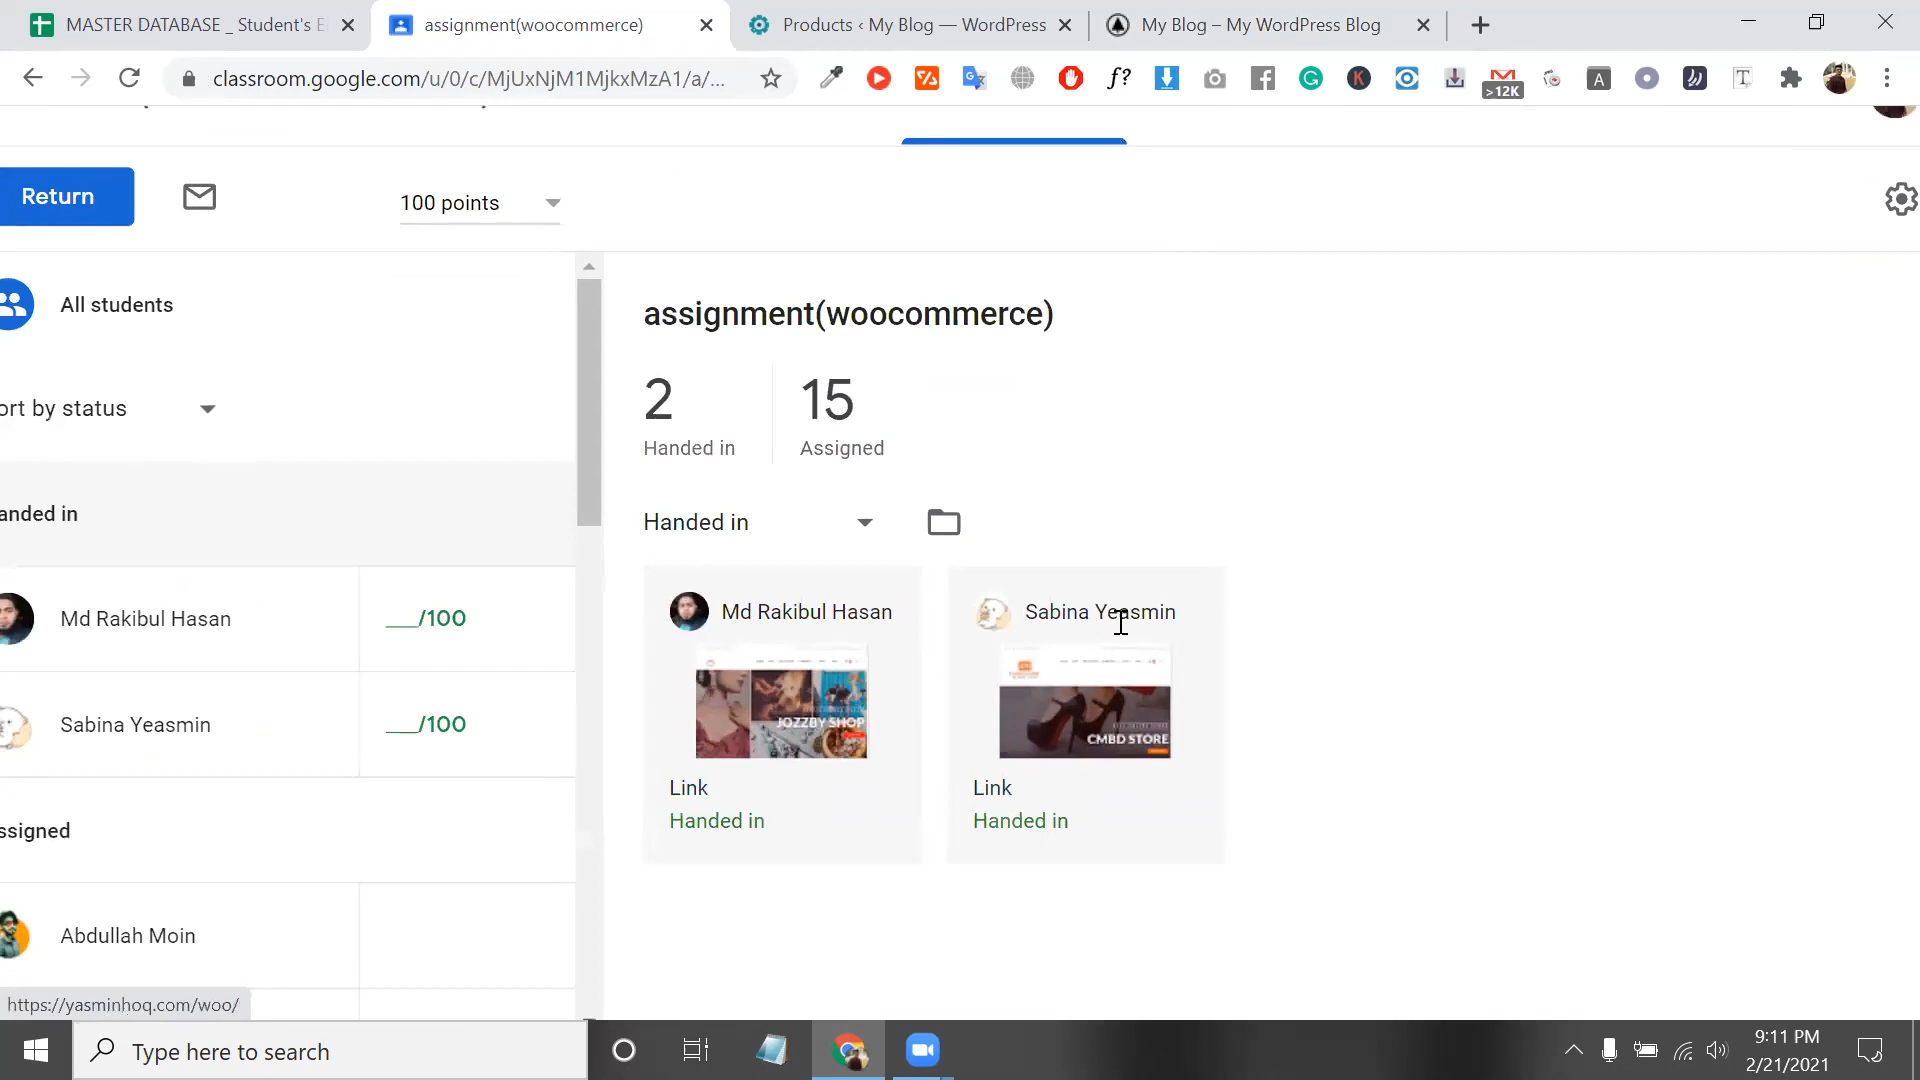 MASTER DATABASE _ Student's E
assignment(woocommerce)
Products ‹ My Blog — WordPress
My Blog – My WordPress Blog
classroom.google.com/u/0/c/MjUxNjM1MjkxMzA1/a/...
>12K
Return
100 points
All students
ort by status
anded in
Md Rakibul Hasan
___/100
Sabina Yeasmin
___/100
ssigned
Abdullah Moin
assignment(woocommerce)
2
15
Handed in
Assigned
Handed in
Md Rakibul Hasan
JOZZBY SHOP
Link
Handed in
Sabina Yeasmin
CMBD STORE
Link
Handed in
https://yasminhoq.com/woo/
Type here to search
9:11 PM
2/21/2021